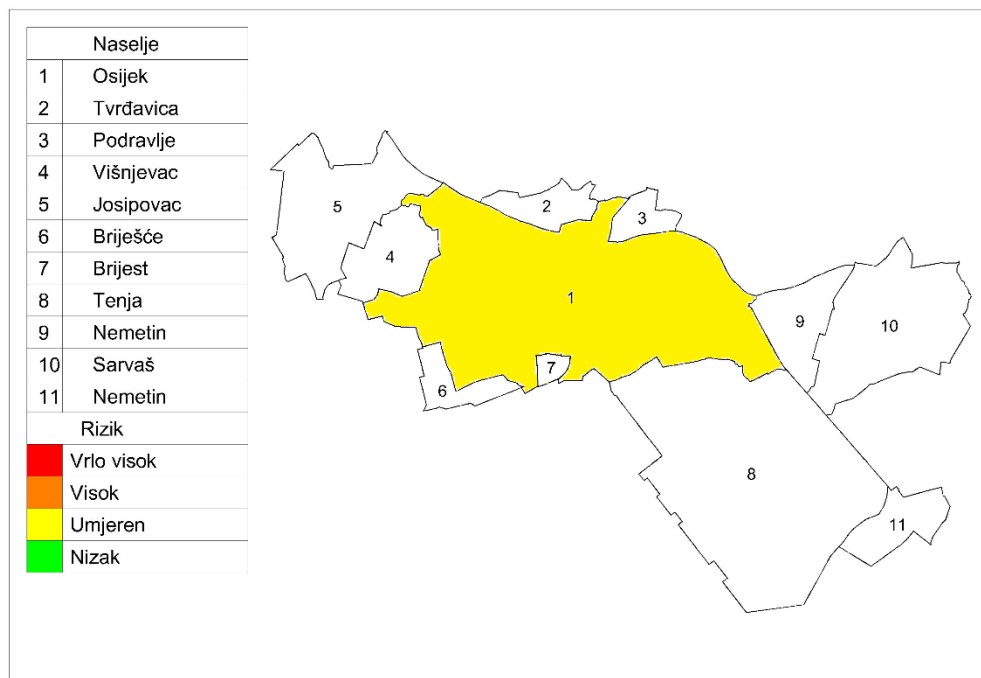 Naselje
1 Osijek
2 Tvrđavica
3 Podravlje
4 Višnjevac
5 Josipovac
6 Briješće
7 Brijest
8 Tenja
9 Nemetin
10 Sarvaš
11 Nemetin
Rizik
Vrlo visok
Visok
Umjeren
Nizak
5
2
3
4
1
9
10
7
6
8
11